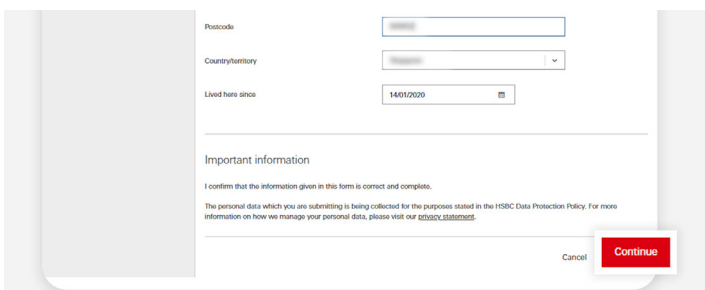 Postcode
Country/territory
Lived here since
14/01/2020
Important information
I confirm that the information given in this form is correct and complete.
The personal data which you are submitting is being collected for the purposes stated in the HSBC Data Protection Policy. For more
information on how we manage your personal data, please visit our privacy statement.
Cancel
Continue